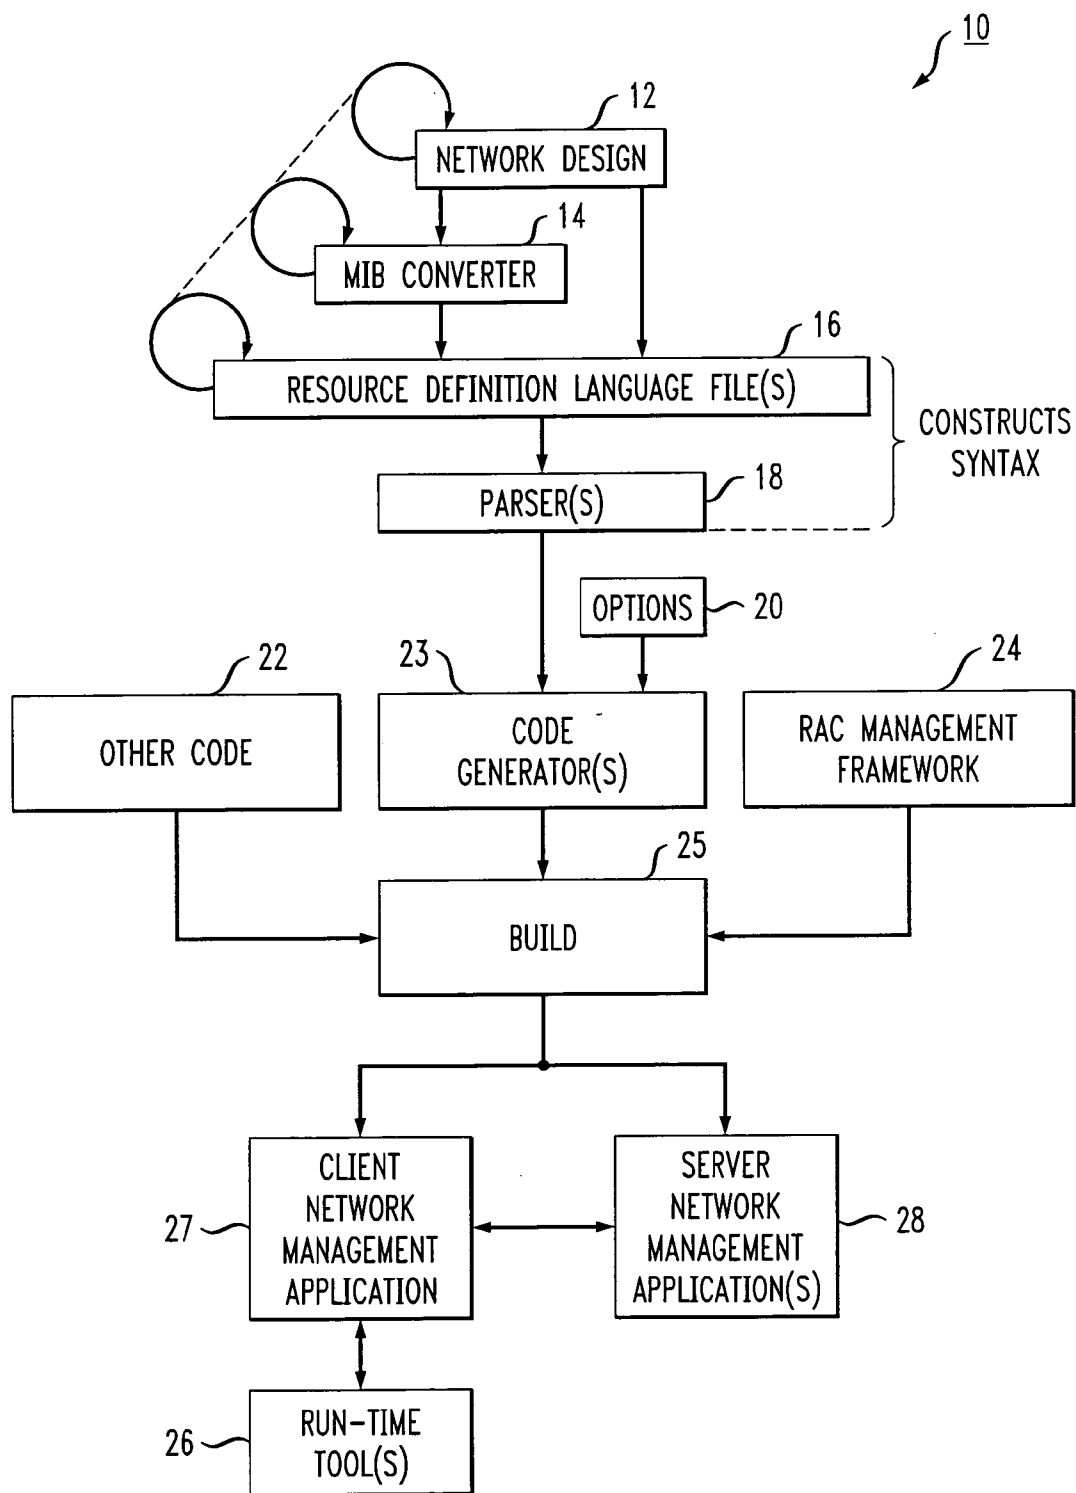 10
12
NETWORK DESIGN
14
MIB CONVERTER
16
RESOURCE DEFINITION LANGUAGE FILE(S)
CONSTRUCTS
SYNTAX
18
PARSER(S)
OPTIONS
20
22
23
24
OTHER CODE
CODE
GENERATOR(S)
RAC MANAGEMENT
FRAMEWORK
25
BUILD
CLIENT
NETWORK
MANAGEMENT
APPLICATION
27
SERVER
NETWORK
MANAGEMENT
APPLICATION(S)
28
26
RUN-TIME
TOOL(S)